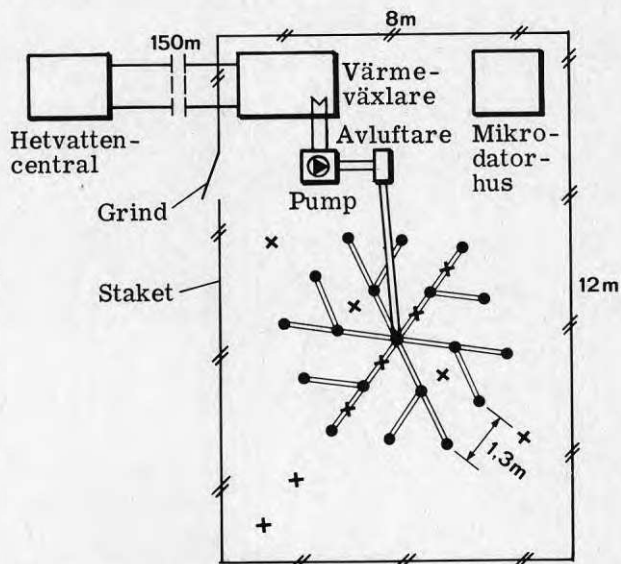 8m
150m
Värme-
växlare
Hetvatten-
central
Avluftare
Mikro-
dator-
hus
Grind
Pump
Staket
12m
1,3m